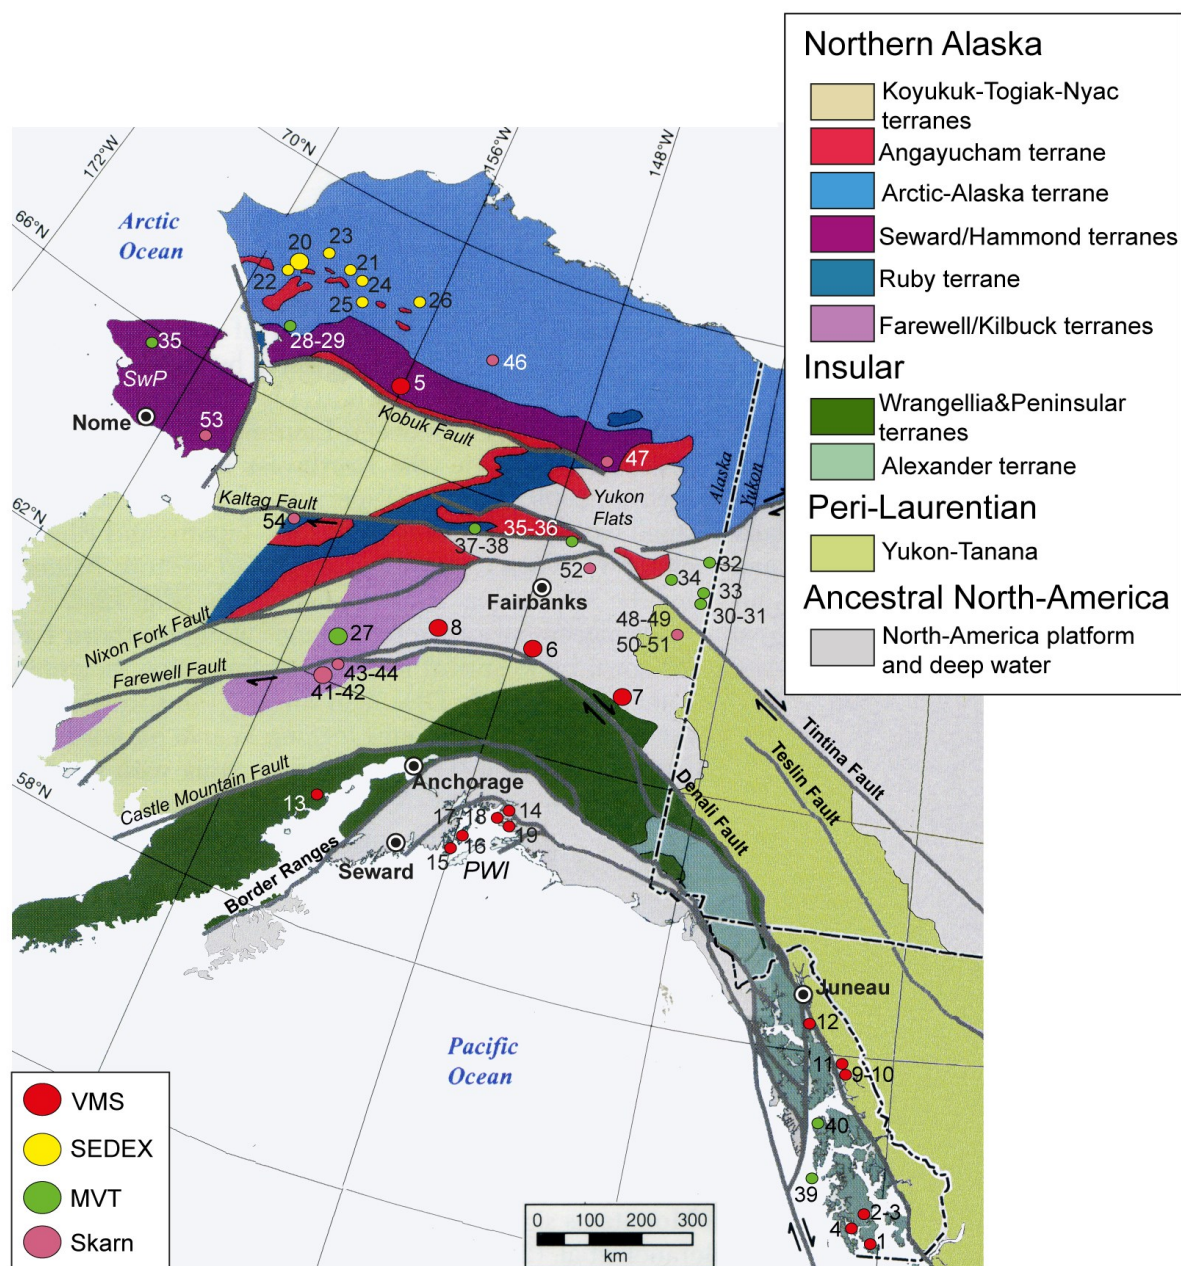 Northern Alaska
Koyukuk-Togiak-Nyac
terranes
Angayucham terrane
Arctic-Alaska terrane
Seward/Hammond terranes
Ruby terrane
Farewell/Kilbuck terranes
Insular
Wrangellia&Peninsular
terranes
Alexander terrane
Peri-Laurentian
Yukon-Tanana
Ancestral North-America
North-America platform
and deep water
172°W
70°N
156°W
148°W
66°N
Arctic
Ocean
20
23
22
21
24
25
26
35
28-29
46
SwP
5
Nome
53
Kobuk Fault
47
Alaska
Yukon
62°N
Kaltag Fault
54
Yukon
Flats
35-36
37-38
52
32
34
33
30-31
Fairbanks
48-49
50-51
Nixon Fork Fault
27
8
6
Farewell Fault
43-44
41-42
7
Tintina Fault
Teslin Fault
58°N
Castle Mountain Fault
Anchorage
Denali Fault
13
17
18
14
19
16
15
PWI
Seward
Border Ranges
Juneau
12
Pacific
Ocean
11
9-10
40
39
2-3
4
1
VMS
SEDEX
MVT
Skarn
0 100 200 300
km